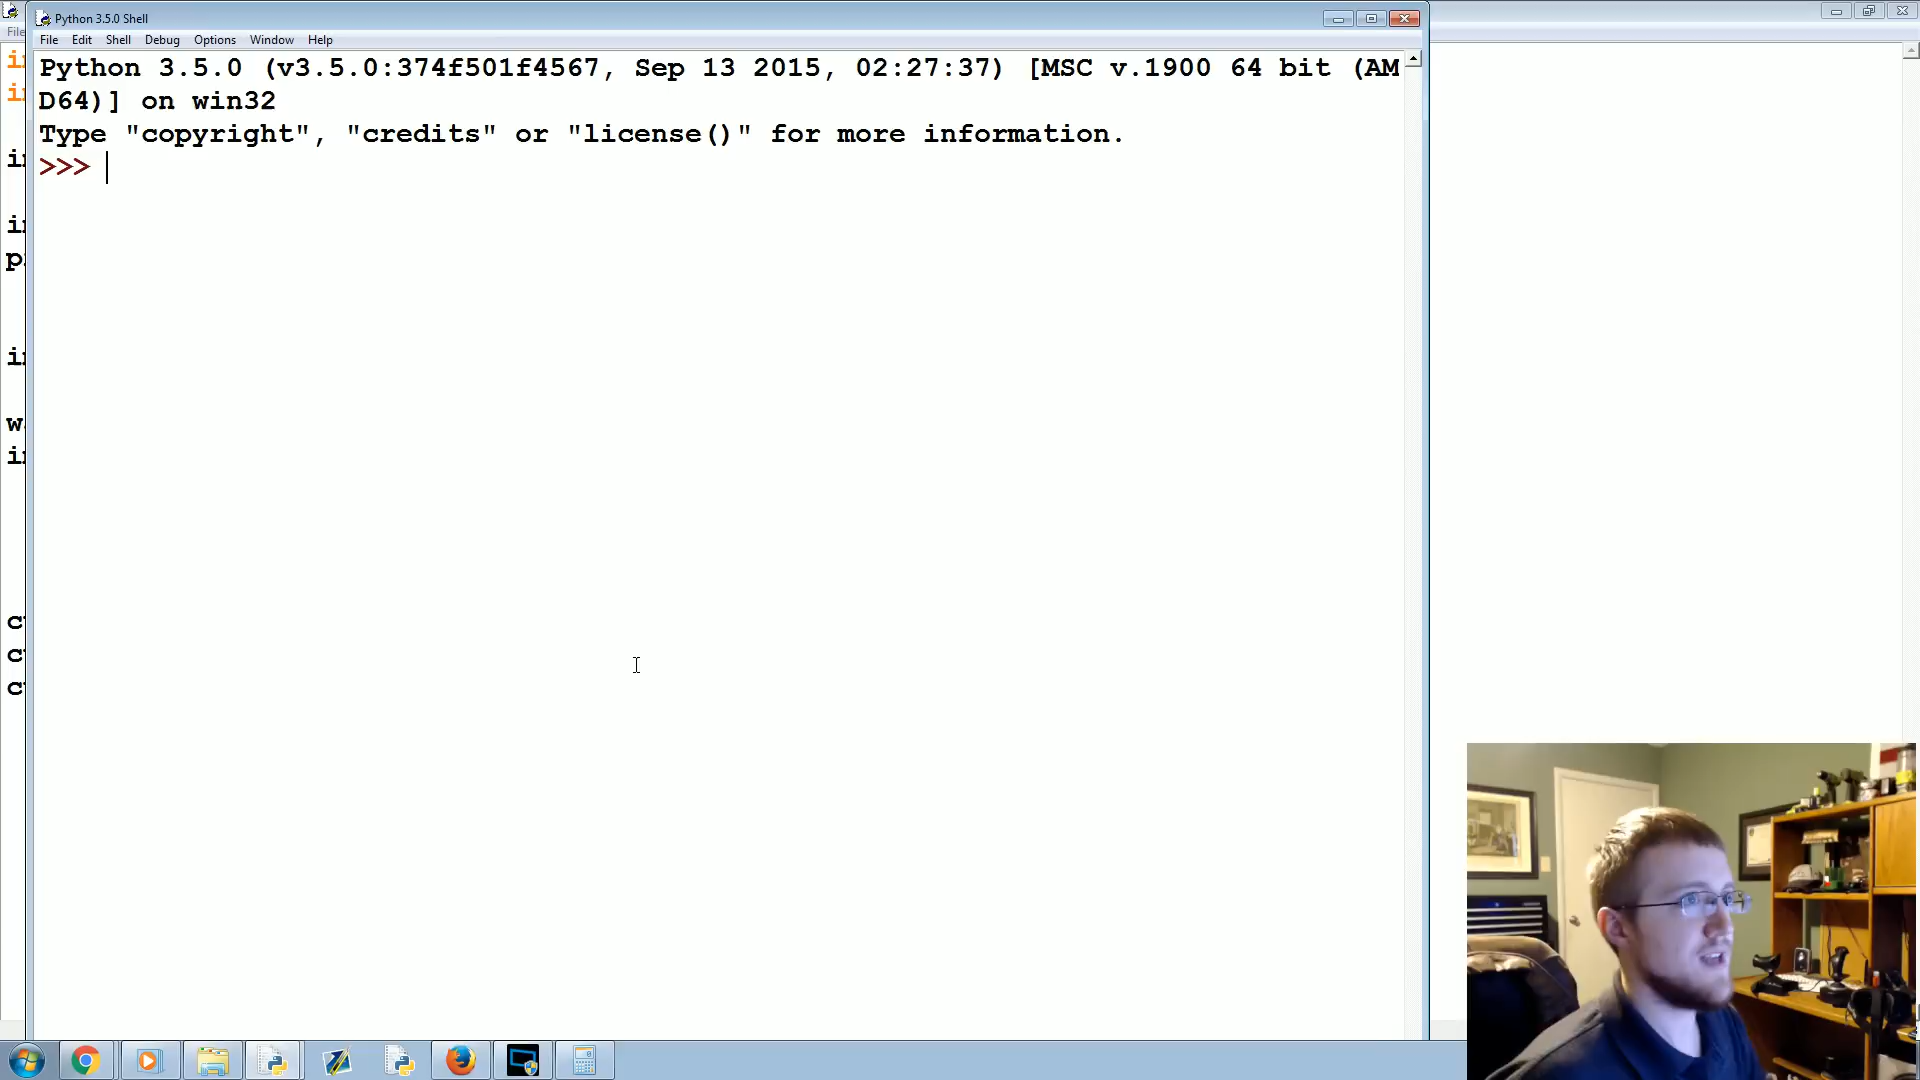 Python 3.5.0 Shell
File Edit Shell Debug Options Window Help
Python 3.5.0 (v3.5.0:374f501f4567, Sep 13 2015, 02:27:37) [MSC v.1900 64 bit (AM
D64)] on win32
Type "copyright", "credits" or "license()" for more information.
>>>